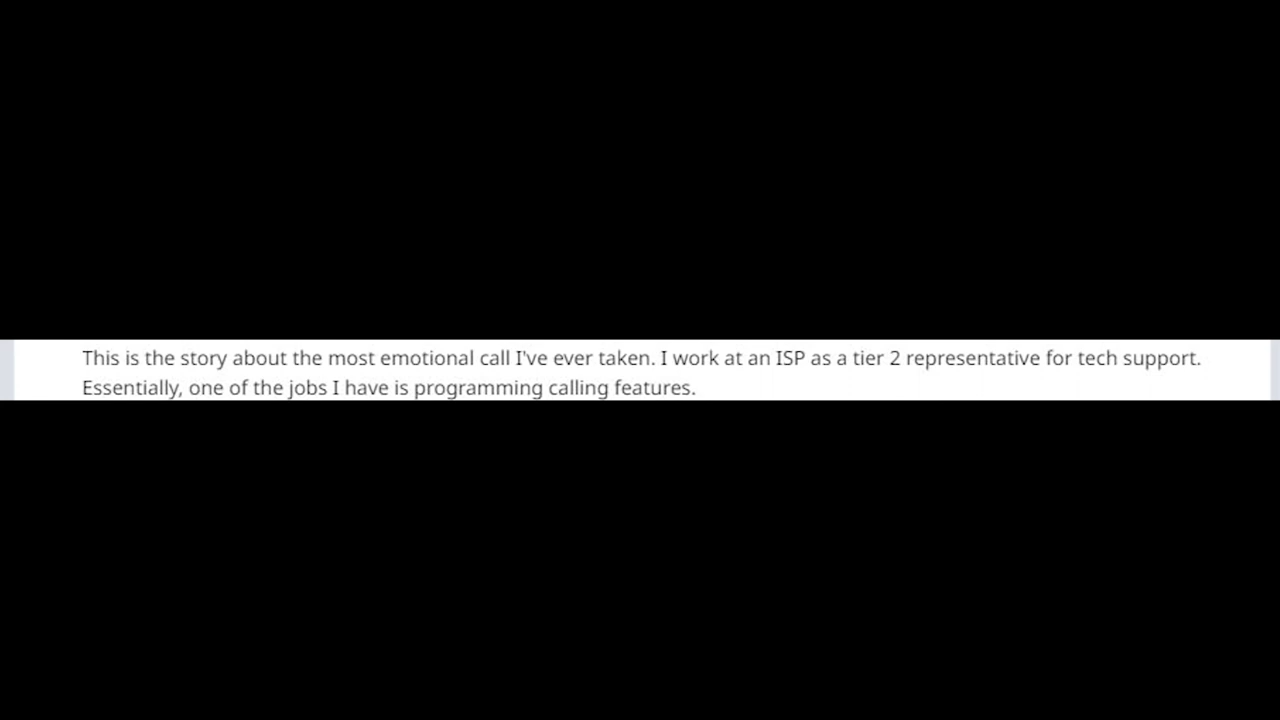 This is the story about the most emotional call I've ever taken. I work at an ISP as a tier 2 representative for tech support.
Essentially, one of the jobs I have is programming calling features.